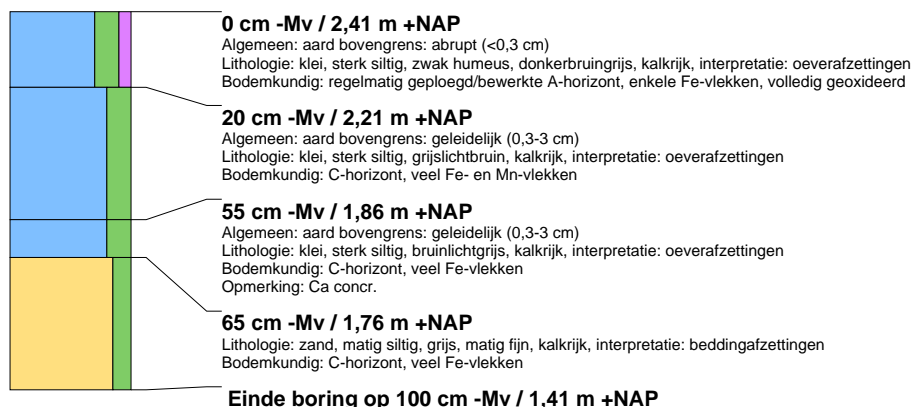 0 cm -Mv / 2,41 m +NAP
Algemeen: aard bovengrens: abrupt (<0,3 cm)
Lithologie: klei, sterk siltig, zwak humeus, donkerbruingrijs, kalkrijk, interpretatie: oeverafzettingen
Bodemkundig: regelmatig geploegd/bewerkte A-horizont, enkele Fe-vlekken, volledig geoxideerd
20 cm -Mv / 2,21 m +NAP
Algemeen: aard bovengrens: geleidelijk (0,3-3 cm)
Lithologie: klei, sterk siltig, grijslichtbruin, kalkrijk, interpretatie: oeverafzettingen
Bodemkundig: C-horizont, veel Fe- en Mn-vlekken
55 cm -Mv / 1,86 m +NAP
Algemeen: aard bovengrens: geleidelijk (0,3-3 cm)
Lithologie: klei, sterk siltig, bruinlichtgrijs, kalkrijk, interpretatie: oeverafzettingen
Bodemkundig: C-horizont, veel Fe-vlekken
Opmerking: Ca concr.
65 cm -Mv / 1,76 m +NAP
Lithologie: zand, matig siltig, grijs, matig fijn, kalkrijk, interpretatie: beddingafzettingen
Bodemkundig: C-horizont, veel Fe-vlekken
Einde boring op 100 cm -Mv / 1,41 m +NAP